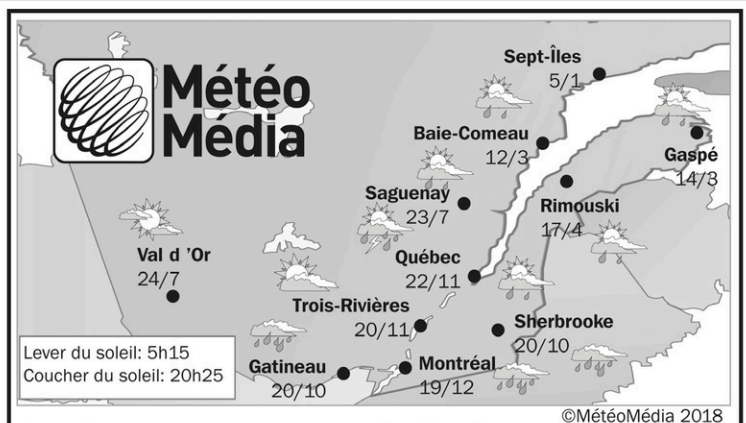 Météo
Média
Sept-Îles
5/1
Baie-Comeau
12/3
Gaspé
14/3
Saguenay
23/7
Rimouski
17/4
Val d 'Or
24/7
Québec
22/11
Trois-Rivières
20/11
Sherbrooke
20/10
Gatineau
20/10
Montréal
19/12
Lever du soleil: 5h15
Coucher du soleil: 20h25
©MétéoMédia 2018